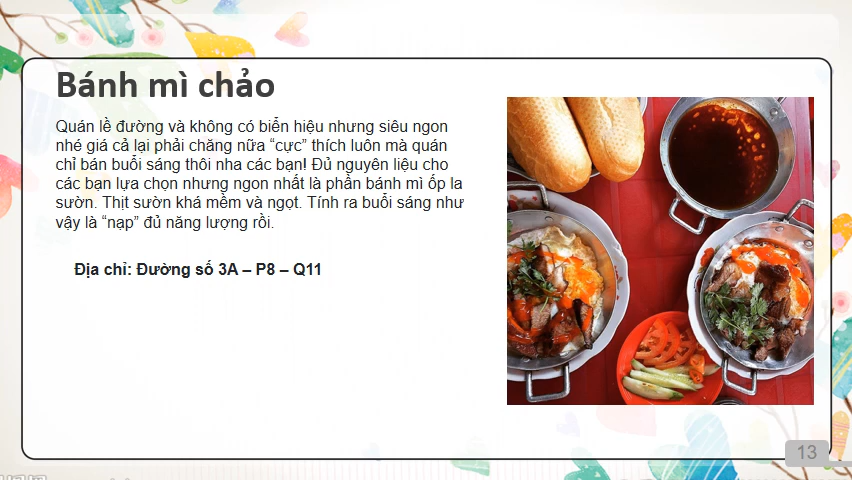 Bánh mì chảo
Quán lề đường và không có biển hiệu nhưng siêu ngon
nhé giá cả lại phải chăng nữa “cực” thích luôn mà quán
chỉ bán buổi sáng thôi nha các bạn! Đủ nguyên liệu cho
các bạn lựa chọn nhưng ngon nhất là phần bánh mì ốp la
sườn. Thịt sườn khá mềm và ngọt. Tính ra buổi sáng như
vậy là “nạp” đủ năng lượng rồi.
Địa chỉ: Đường số 3A – P8 – Q11
13